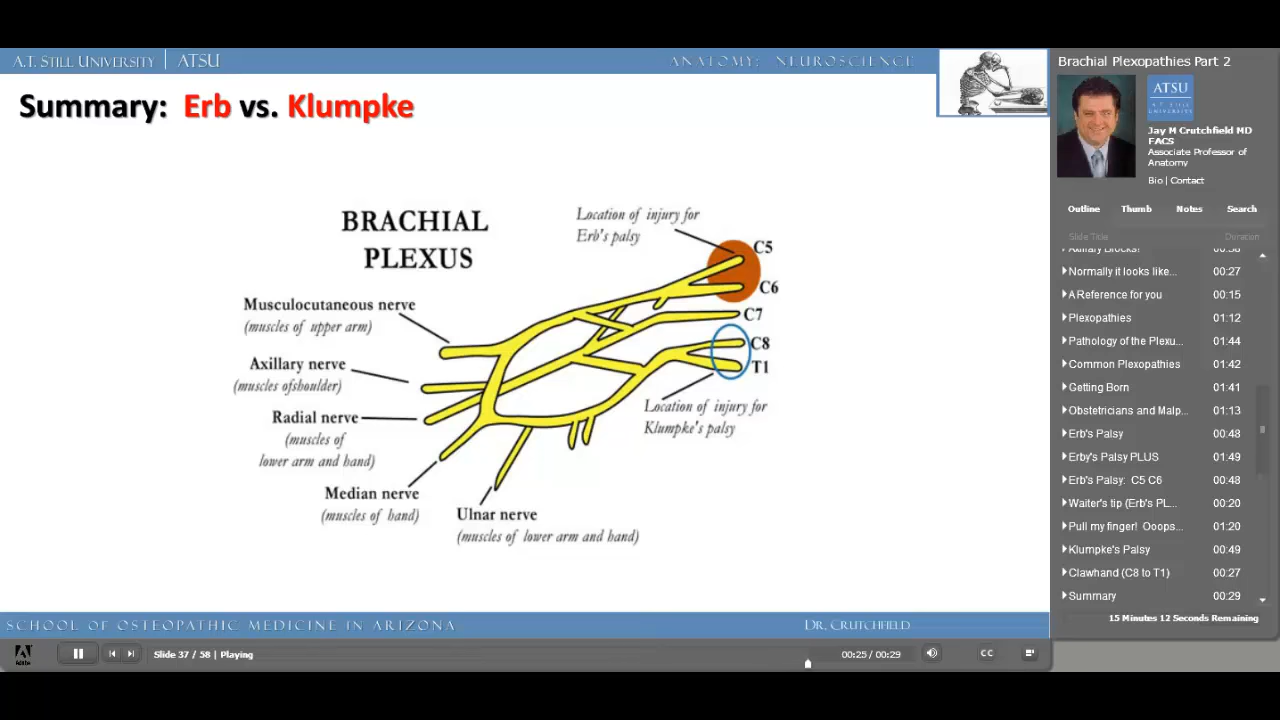 A.T. STILL UNIVERSITY | ATSU
ANATOMY: NEUROSCIENCE
Summary: Erb vs. Klumpke
BRACHIAL
PLEXUS
Location of injury for
Erb's palsy
C5
C6
C7
C8
T1
Musculocutaneous nerve
(muscles of upper arm)
Axillary nerve
(muscles ofshoulder)
Radial nerve
(muscles of
lower arm and hand)
Median nerve
(muscles of hand)
Ulnar nerve
(muscles of lower arm and hand)
Location of injury for
Klumpke's palsy
SCHOOL OF OSTEOPATHIC MEDICINE IN ARIZONA
DR. CRUTCHFIELD
Adobe
Slide 37 / 58 | Playing
00:25 / 00:29
CC
Brachial Plexopathies Part 2
ATSU
A.T. STILL
UNIVERSITY
Jay M Crutchfield MD
FACS
Associate Professor of
Anatomy
Bio | Contact
Outline Thumb Notes Search
Slide Title Duration
Axillary Blocks! 00:58
Normally it looks like... 00:27
A Reference for you 00:15
Plexopathies 01:12
Pathology of the Plexu... 01:44
Common Plexopathies 01:42
Getting Born 01:41
Obstetricians and Malp... 01:13
Erb's Palsy 00:48
Erby's Palsy PLUS 01:49
Erb's Palsy: C5 C6 00:48
Waiter's tip (Erb's PL... 00:20
Pull my finger! Ooops... 01:20
Klumpke's Palsy 00:49
Clawhand (C8 to T1) 00:27
Summary 00:29
15 Minutes 12 Seconds Remaining